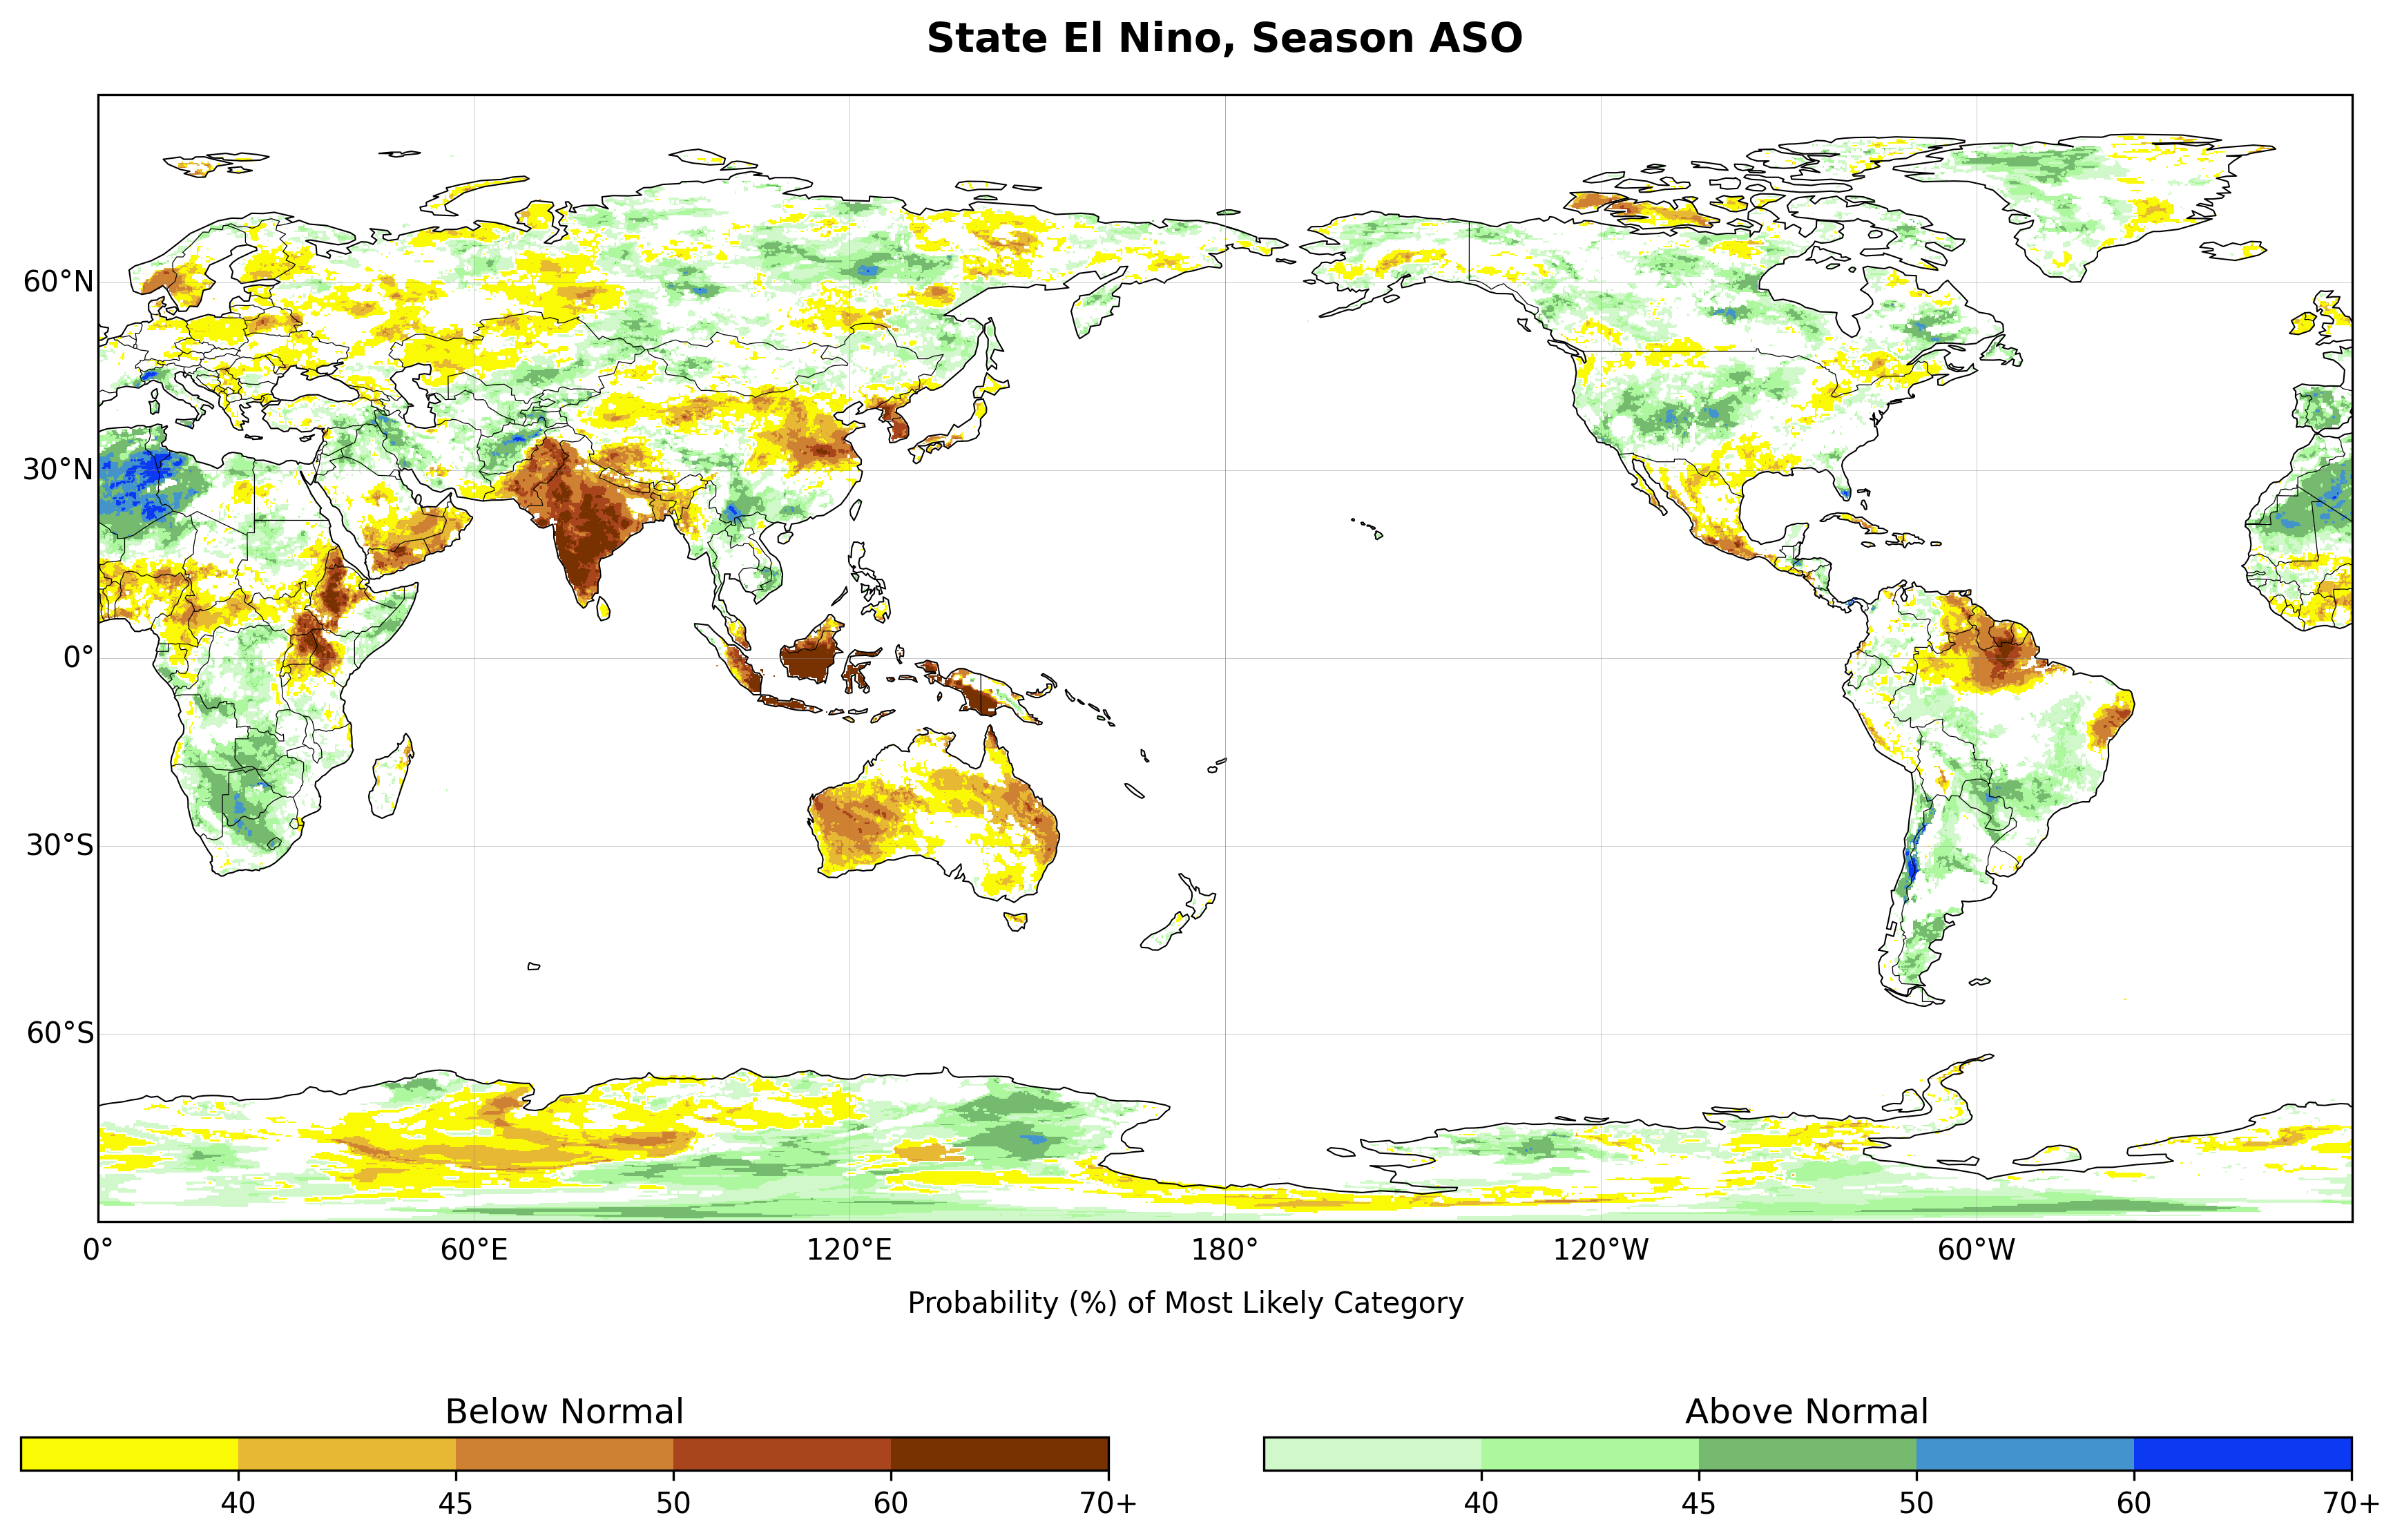 State El Nino, Season ASO
60°N
30°N
0°
30°S
60°S
0°
60°E
120°E
180°
120°W
60°W
Probability (%) of Most Likely Category
Below Normal
40
45
50
60
70+
Above Normal
40
45
50
60
70+